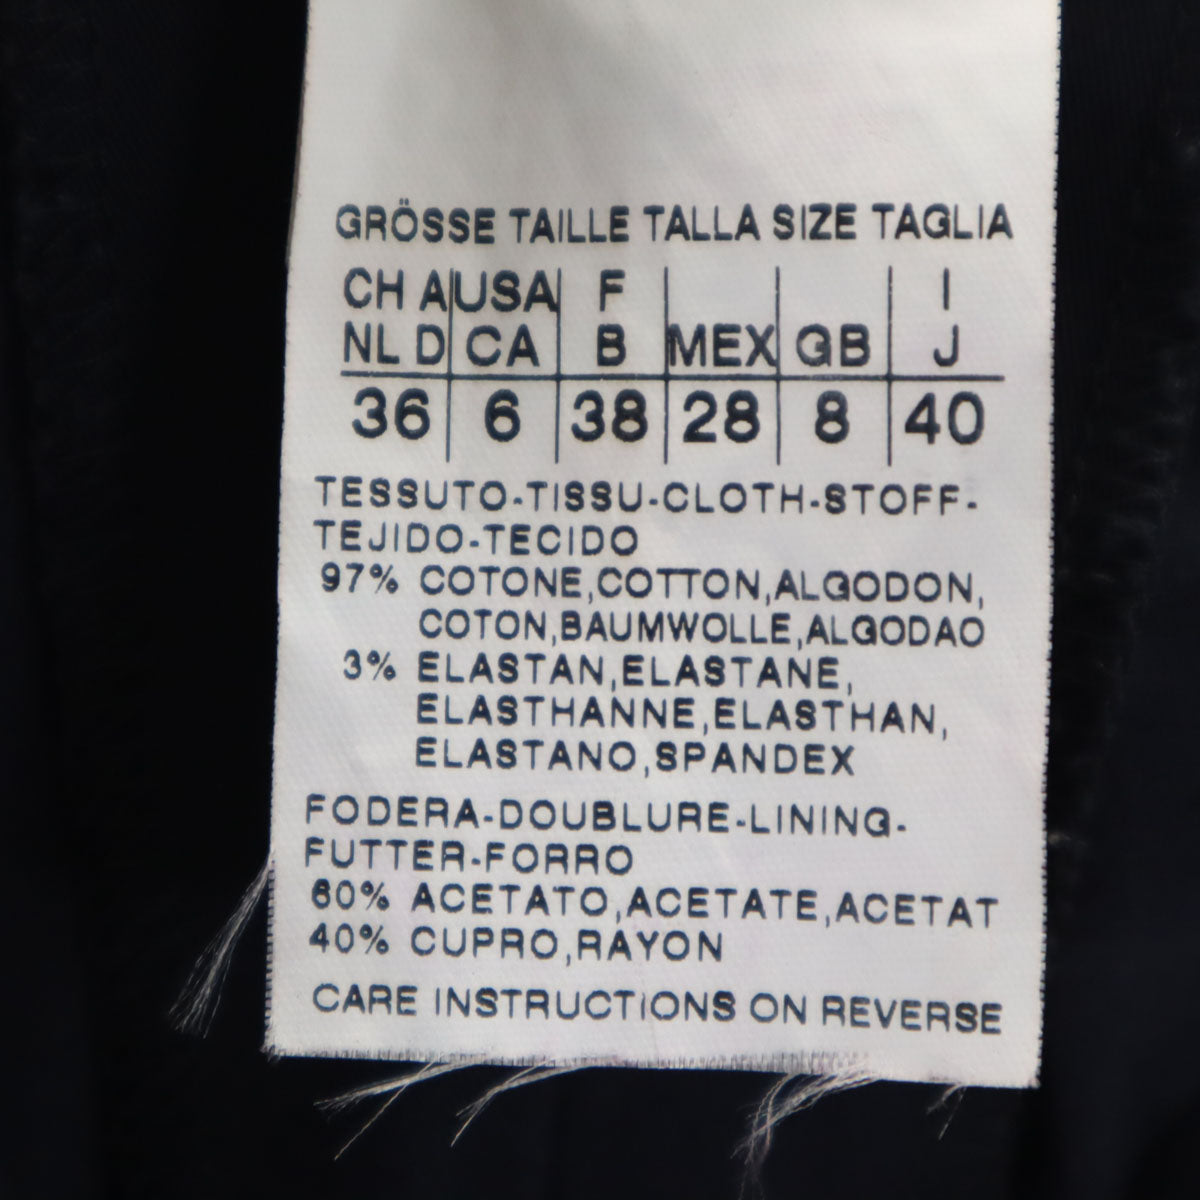 GRÖSSE TAILLE TALLA SIZE TAGLIA
CH A USA F I
NL D CA B MEX GB J
36 6 38 28 8 40
TESSUTO-TISSU-CLOTH-STOFF-
TEJIDO-TECIDO
97% COTONE,COTTON,ALGODON,
COTON,BAUMWOLLE,ALGODAO
3% ELASTAN,ELASTANE,
ELASTHANNE,ELASTHAN,
ELASTANO,SPANDEX
FODERA-DOUBLURE-LINING-
FUTTER-FORRO
60% ACETATO,ACETATE,ACETAT
40% CUPRO,RAYON
CARE INSTRUCTIONS ON REVERSE